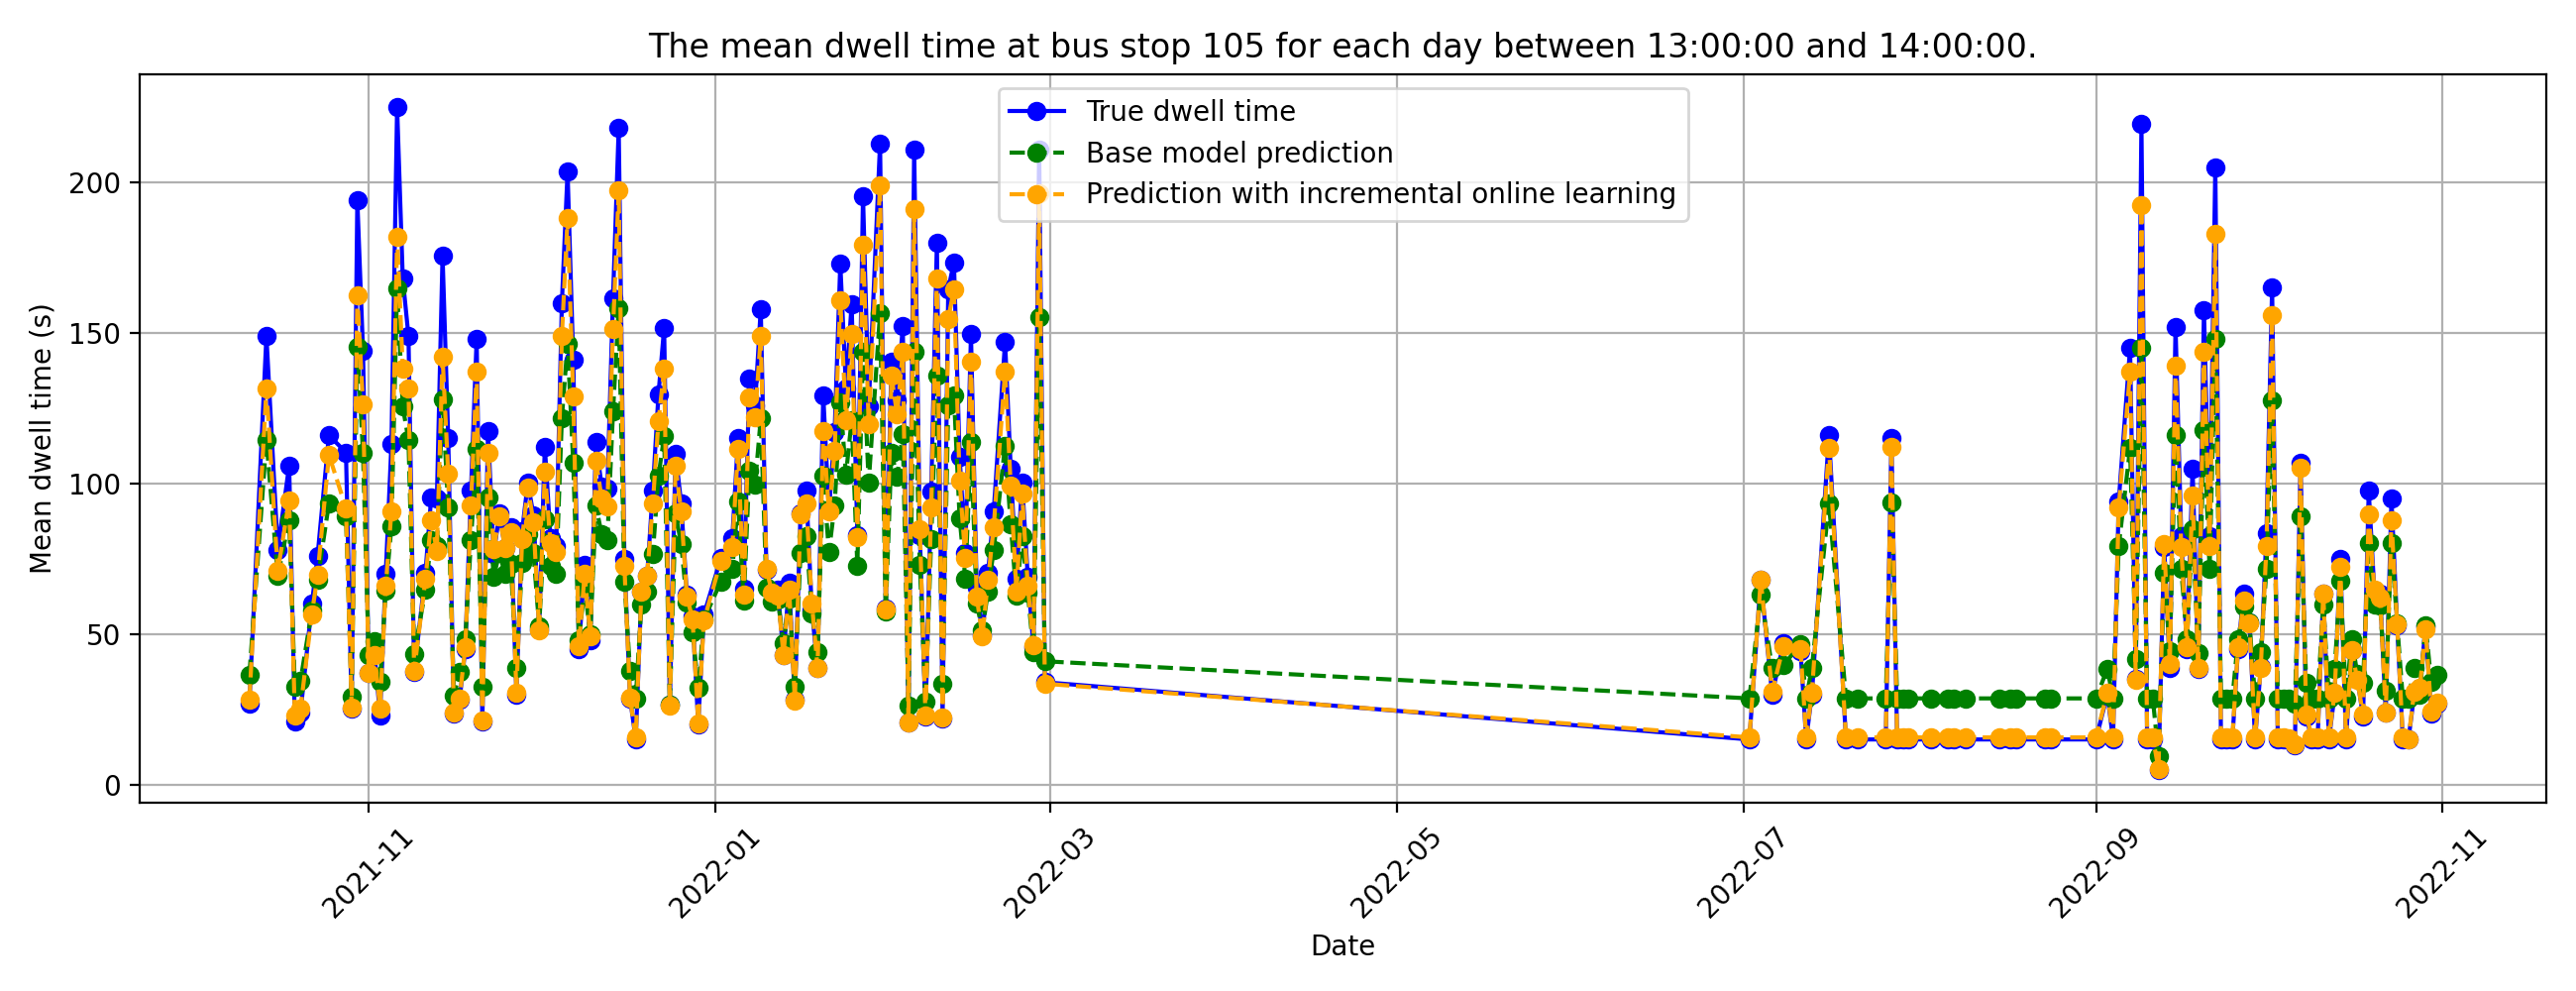 The mean dwell time at bus stop 105 for each day between 13:00:00 and 14:00:00.
True dwell time
Base model prediction
Prediction with incremental online learning
Mean dwell time (s)
200
150
100
50
0
2021-11
2022-01
2022-03
2022-05
2022-07
2022-09
2022-11
Date